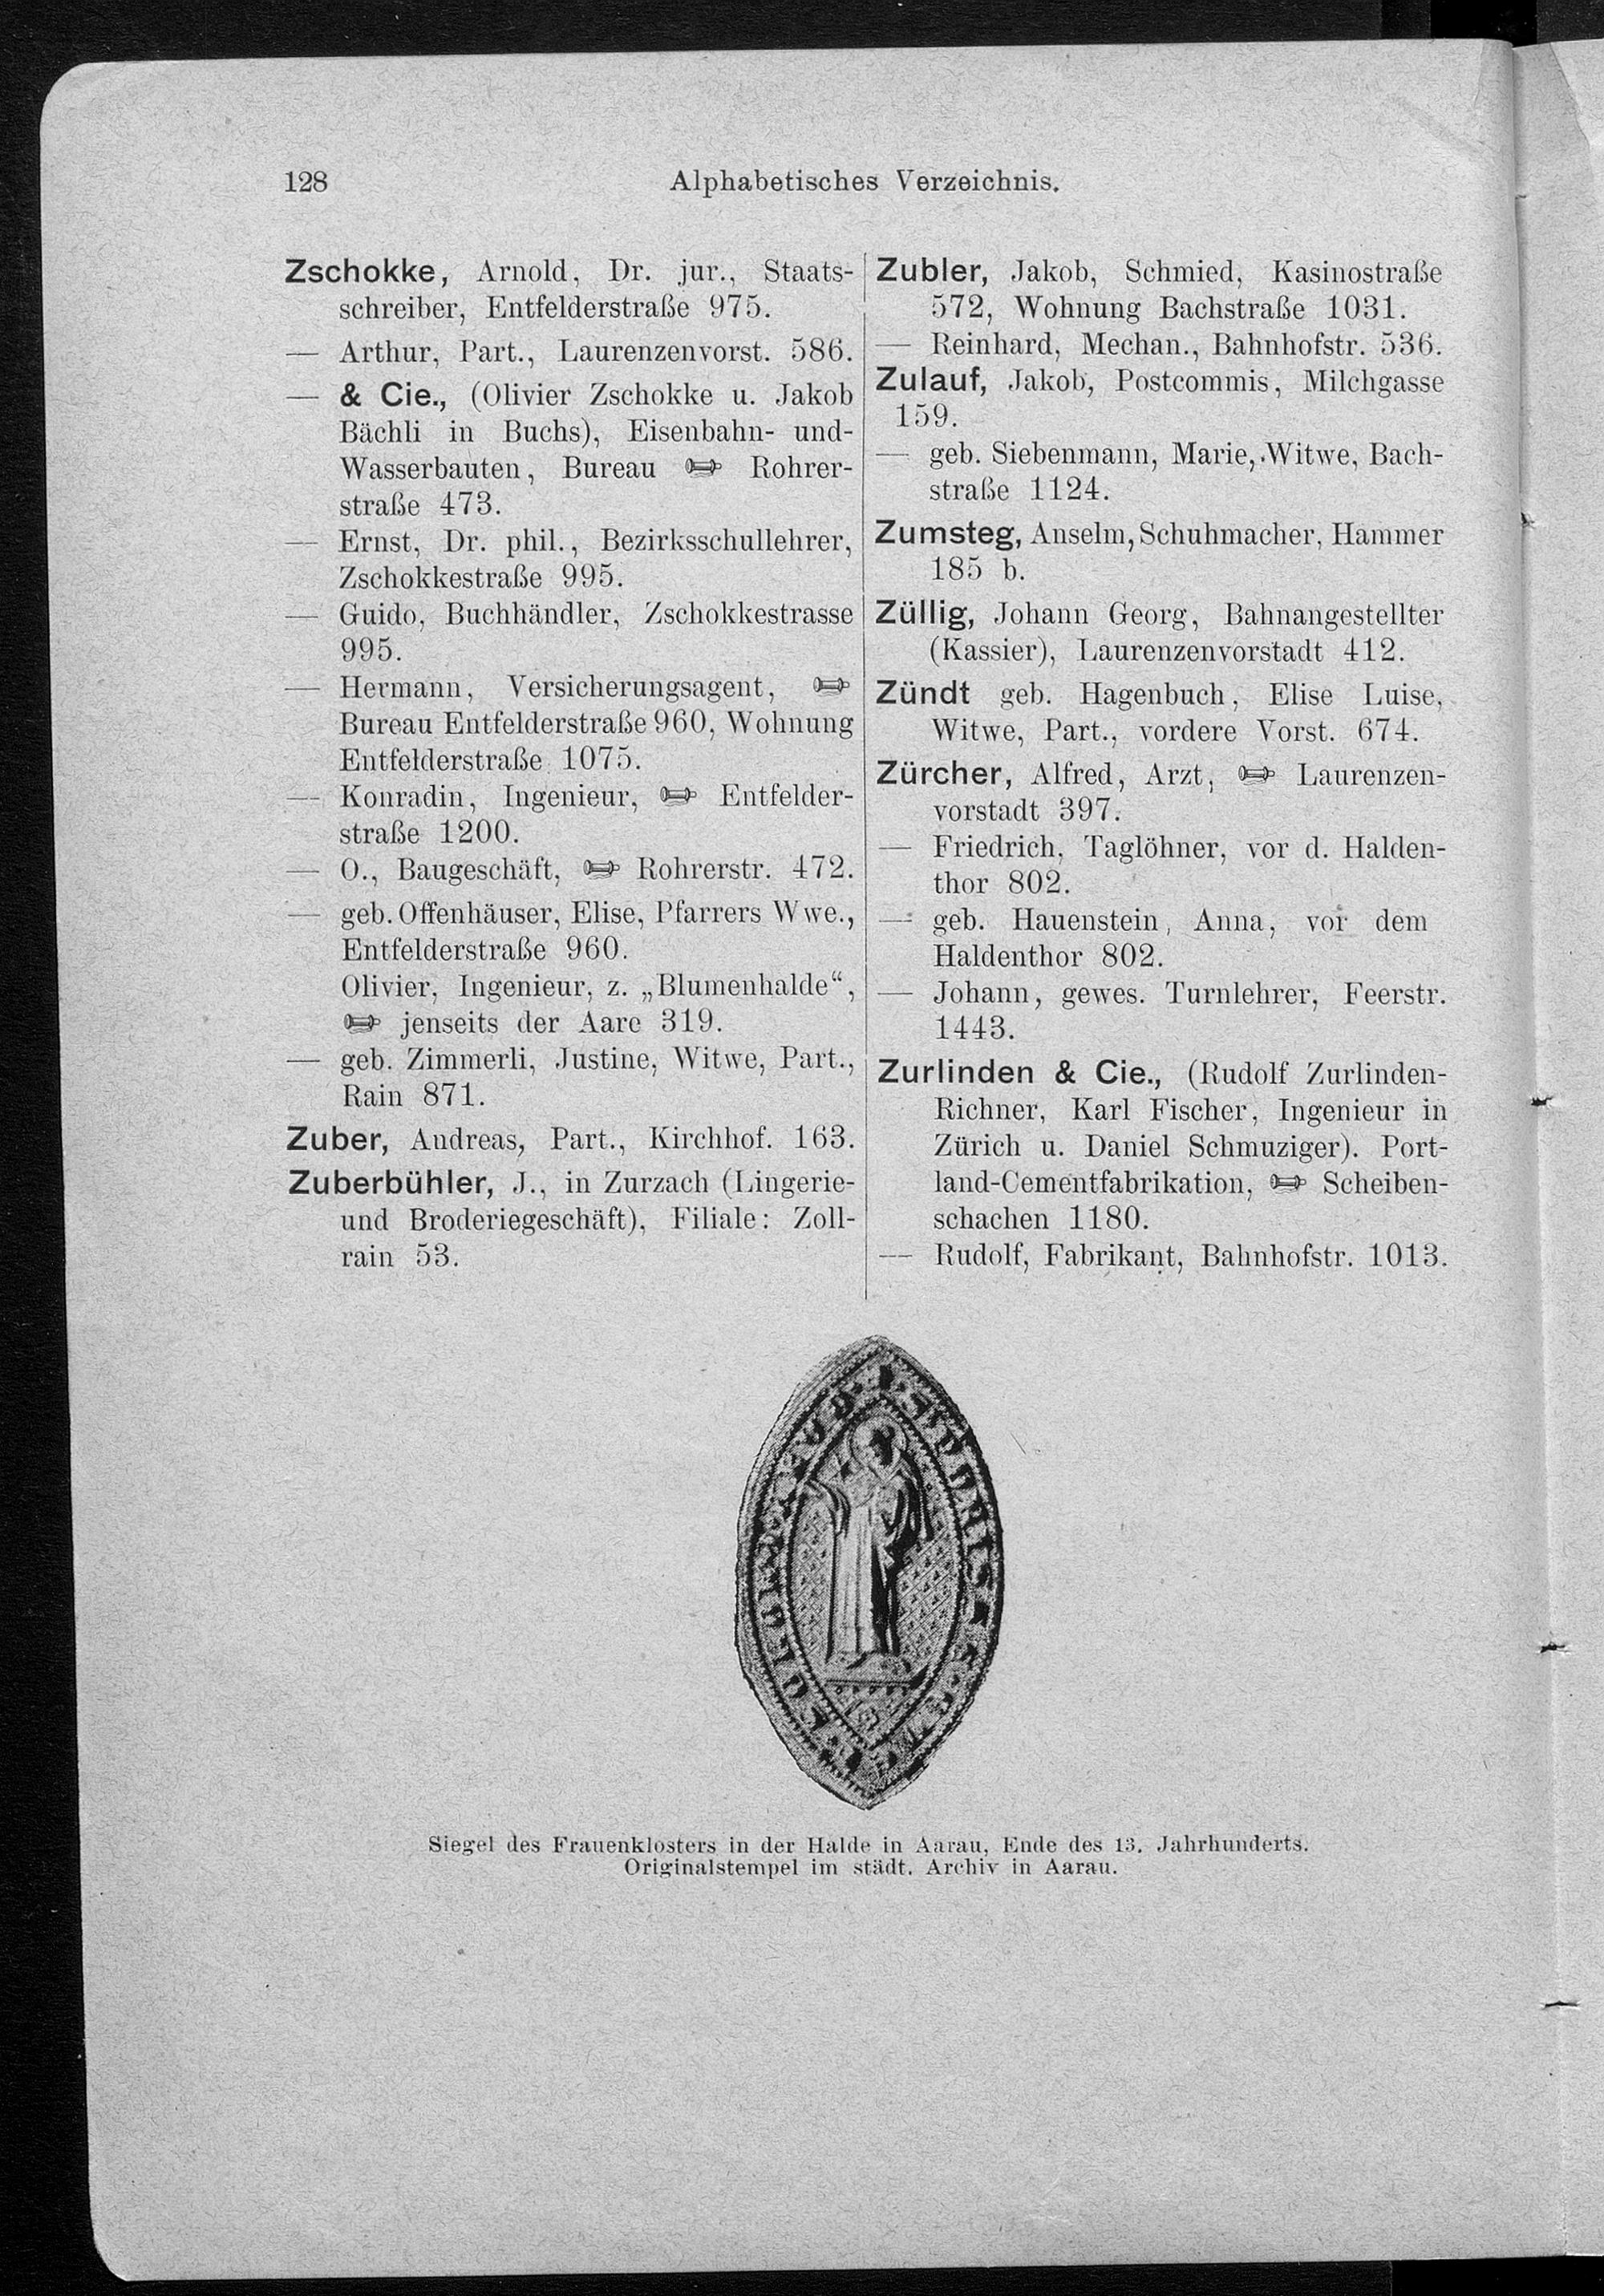 128
Alphabetisches Verzeichnis.
Zschokke, Arnold, Dr. jur., Staats-
schreiber, Entfelderstraße 975.
— Arthur, Part., Laurenzenvorst. 586.
— & Cie., (Olivier Zschokke u. Jakob
Bächli in Buchs), Eisenbahn- und-
Wasserbauten, Bureau Rohrer-
straße 473.
— Ernst, Dr. phil., Bezirksschullehrer,
Zschokkestraße 995.
— Guido, Buchhändler, Zschokkestrasse
995.
— Hermann, Versicherungsagent,
Bureau Entfelderstraße 960, Wohnung
Entfelderstraße 1075.
— Konradin, Ingenieur, Entfelder-
straße 1200.
— O., Baugeschäft, Rohrerstr. 472.
— geb. Offenhäuser, Elise, Pfarrers Wwe.,
Entfelderstraße 960.
Olivier, Ingenieur, z. „Blumenhalde“,
jenseits der Aare 319.
— geb. Zimmerli, Justine, Witwe, Part.,
Rain 871.
Zuber, Andreas, Part., Kirchhof. 163.
Zuberbühler, J., in Zurzach (Lingerie-
und Broderiegeschäft), Filiale: Zoll-
rain 53.
Zubler, Jakob, Schmied, Kasinostraße
572, Wohnung Bachstraße 1031.
— Reinhard, Mechan., Bahnhofstr. 536.
Zulauf, Jakob, Postcommis, Milchgasse
159.
— geb. Siebenmann, Marie, Witwe, Bach-
straße 1124.
Zumsteg, Anselm, Schuhmacher, Hammer
185 b.
Züllig, Johann Georg, Bahnangestellter
(Kassier), Laurenzenvorstadt 412.
Zündt geb. Hagenbuch, Elise Luise,
Witwe, Part., vordere Vorst. 674.
Zürcher, Alfred, Arzt, Laurenzen-
vorstadt 397.
— Friedrich, Taglöhner, vor d. Halden-
thor 802.
— geb. Hauenstein, Anna, vor dem
Haldenthor 802.
— Johann, gewes. Turnlehrer, Feerstr.
1443.
Zurlinden & Cie., (Rudolf Zurlinden-
Richner, Karl Fischer, Ingenieur in
Zürich u. Daniel Schmuziger). Port-
land-Cementfabrikation, Scheiben-
schachen 1180.
— Rudolf, Fabrikant, Bahnhofstr. 1013.
Siegel des Frauenklosters in der Halde in Aarau, Ende des 13. Jahrhunderts.
Originalstempel im städt. Archiv in Aarau.